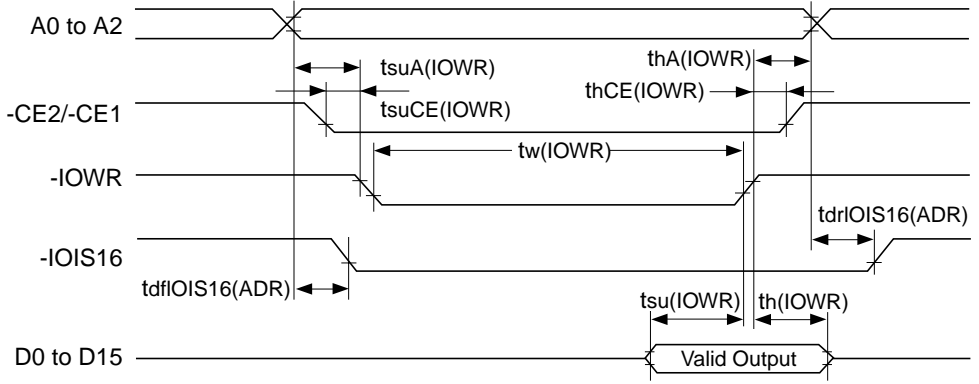 A0 to A2
tsuA(IOWR)
thA(IOWR)
thCE(IOWR)
tsuCE(IOWR)
-CE2/-CE1
tw(IOWR)
-IOWR
tdrIOIS16(ADR)
-IOIS16
tdfIOIS16(ADR)
tsu(IOWR)
th(IOWR)
D0 to D15
Valid Output